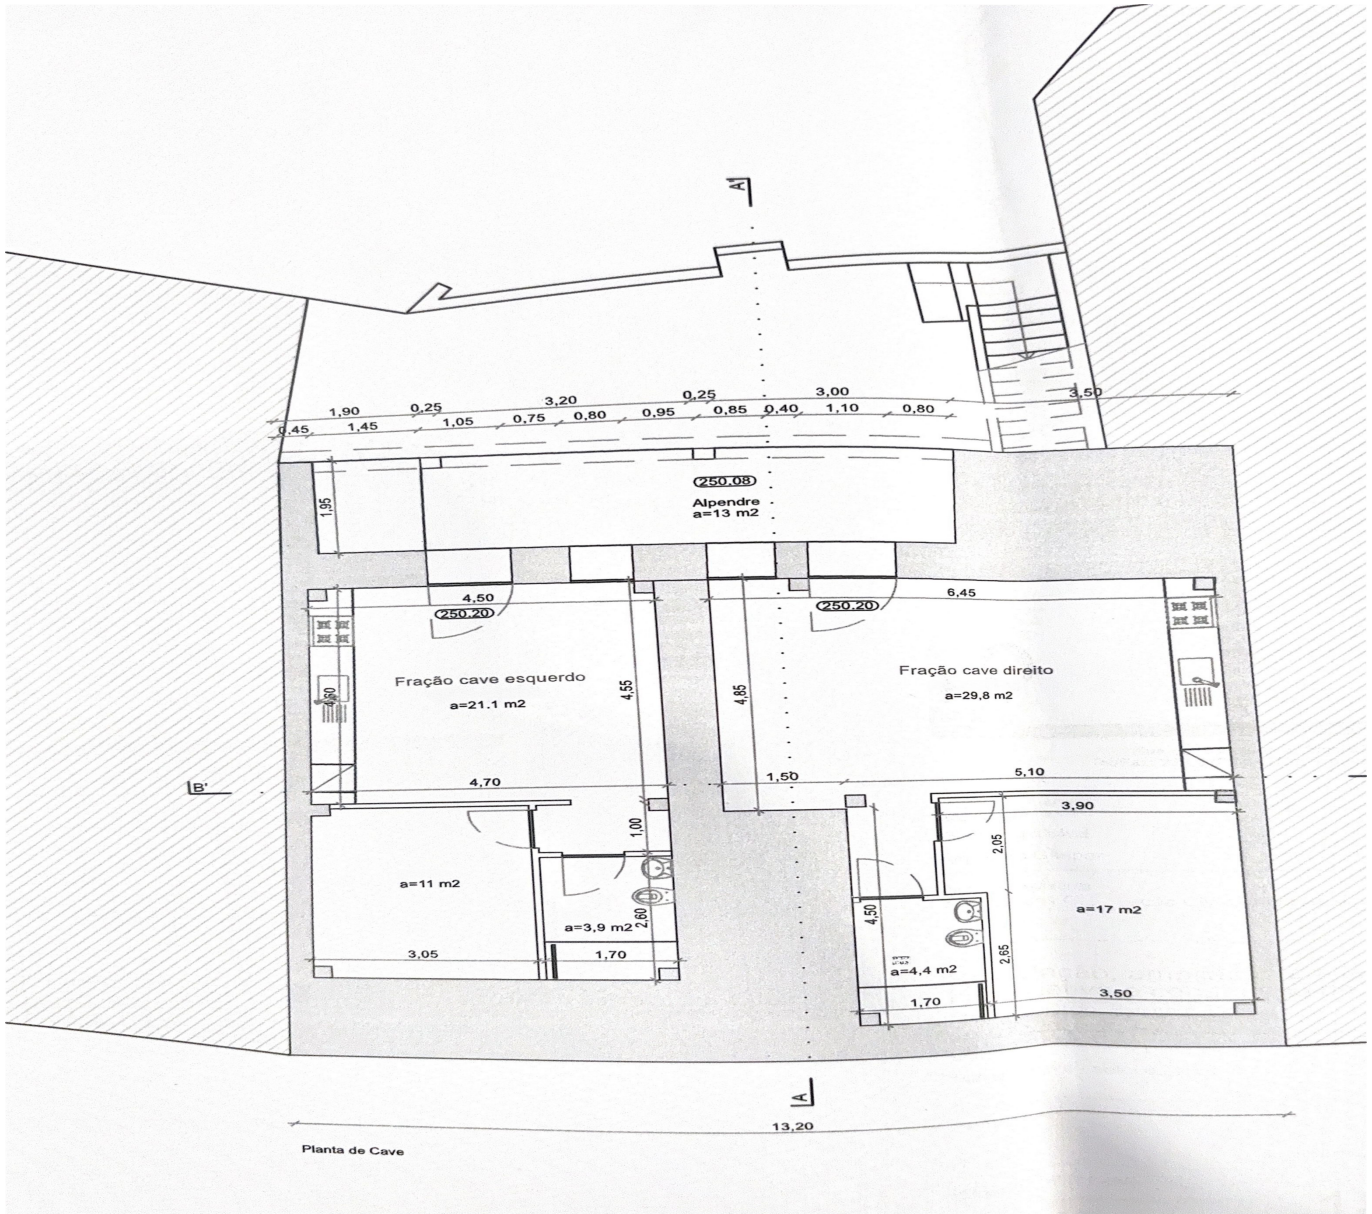 A'
1,90
0,25
3,20
0,25
3,00
3,50
0,45
1,45
1,05
0,75
0,80
0,95
0,85
0,40
1,10
0,80
1,95
250.08
Alpendre
a=13 m2
4,50
250.20
6,45
250.20
Fração cave esquerdo
a=21.1 m2
4,60
4,55
4,85
Fração cave direito
a=29,8 m2
B'
4,70
1,50
5,10
1,00
3,90
2,05
a=11 m2
a=3,9 m2
2,60
3,05
1,70
4,50
a=17 m2
2,65
a=4,4 m2
1,70
3,50
A
13,20
Planta de Cave